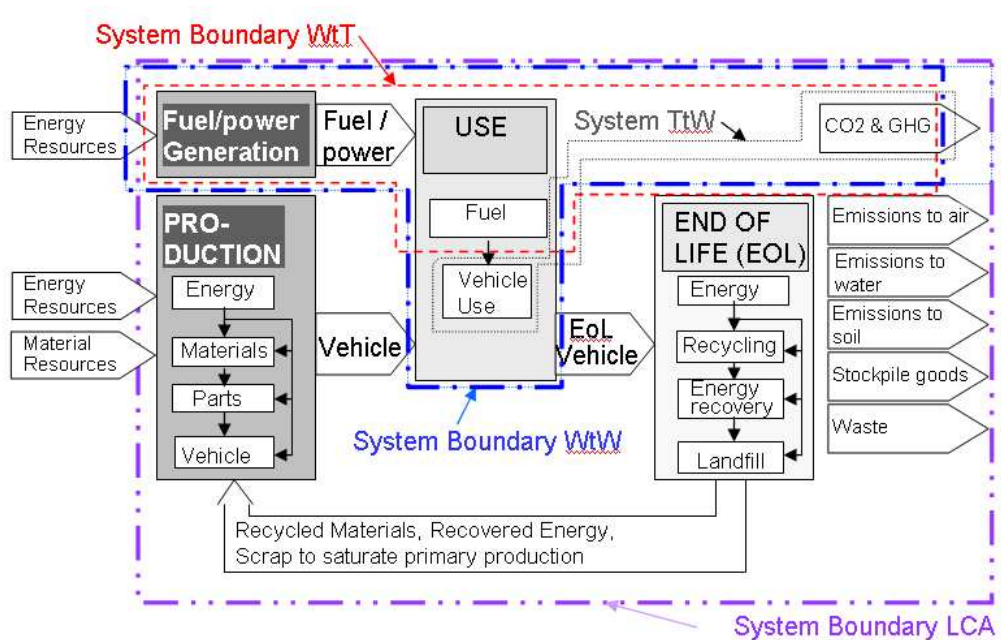 System Boundary WtT
Energy
Resources
Fuel/power
Generation
Fuel /
power
USE
System TtW
CO2 & GHG
Fuel
Vehicle
Use
PRO-
DUCTION
Energy
Materials
Parts
Vehicle
Energy
Resources
Material
Resources
Vehicle
EoL
Vehicle
END OF
LIFE (EOL)
Energy
Recycling
Energy
recovery
Landfill
Emissions to air
Emissions to
water
Emissions to
soil
Stockpile goods
Waste
System Boundary WtW
Recycled Materials, Recovered Energy,
Scrap to saturate primary production
System Boundary LCA